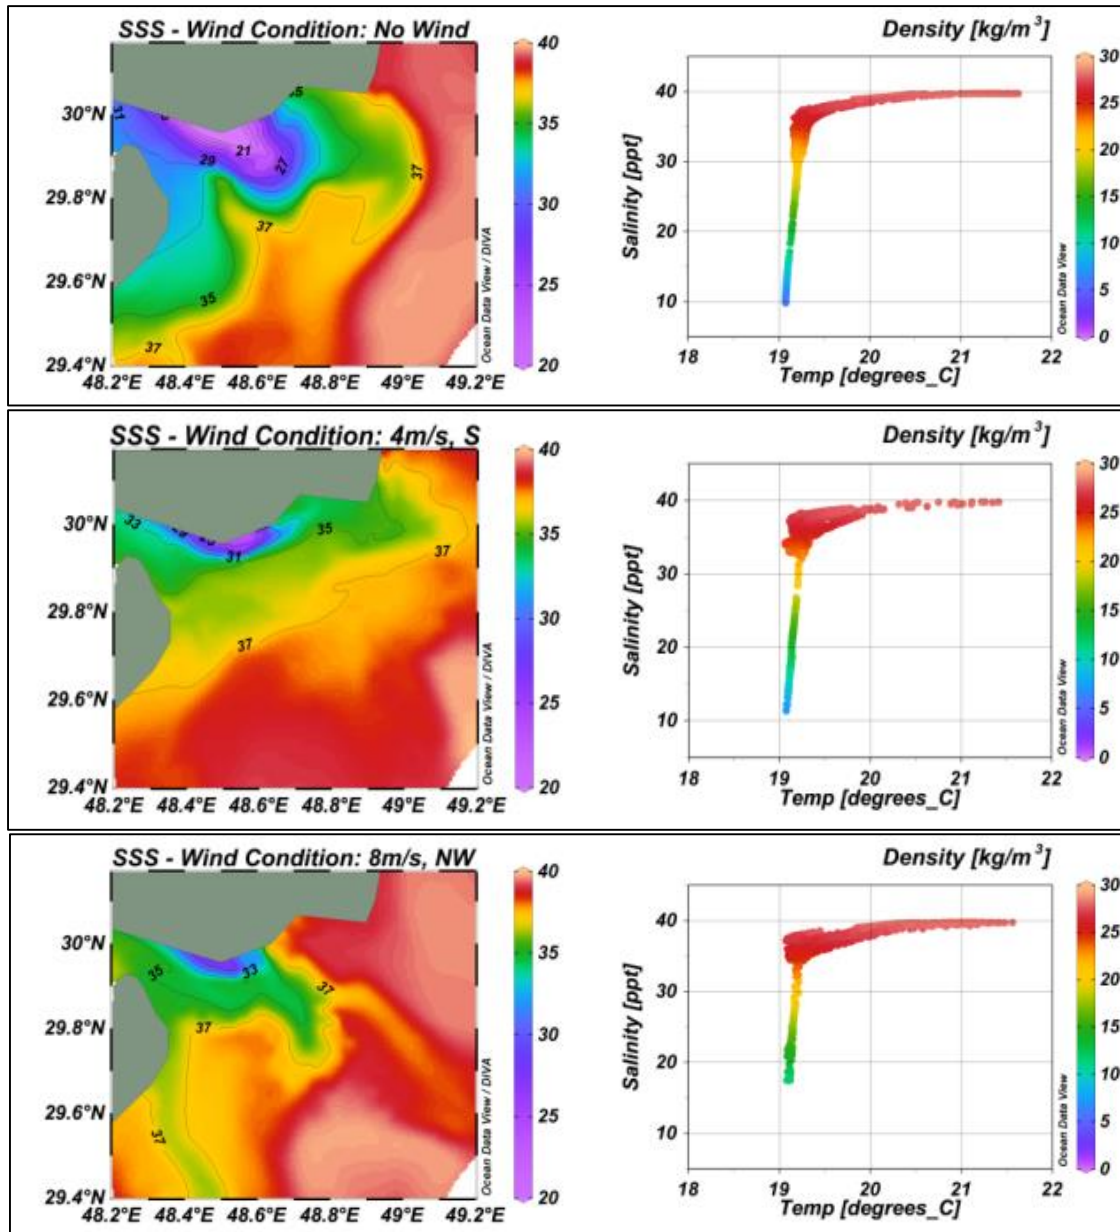 SSS - Wind Condition: No Wind
40
35
30
25
20
30°N
29.8°N
29.6°N
29.4°N
48.2°E 48.4°E 48.6°E 48.8°E 49°E 49.2°E
31
29
21
27
37
37
35
37
Ocean Data View / DIVA
Density [kg/m³]
30
25
20
15
10
5
0
Salinity [ppt]
40
30
20
10
18 19 20 21 22
Temp [degrees_C]
Ocean Data View
SSS - Wind Condition: 4m/s, S
40
35
30
25
20
30°N
29.8°N
29.6°N
29.4°N
48.2°E 48.4°E 48.6°E 48.8°E 49°E 49.2°E
33
31
35
37
37
Ocean Data View / DIVA
Density [kg/m³]
30
25
20
15
10
5
0
Salinity [ppt]
40
30
20
10
18 19 20 21 22
Temp [degrees_C]
Ocean Data View
SSS - Wind Condition: 8m/s, NW
40
35
30
25
20
30°N
29.8°N
29.6°N
29.4°N
48.2°E 48.4°E 48.6°E 48.8°E 49°E 49.2°E
35
33
37
37
37
Ocean Data View / DIVA
Density [kg/m³]
30
25
20
15
10
5
0
Salinity [ppt]
40
30
20
10
18 19 20 21 22
Temp [degrees_C]
Ocean Data View